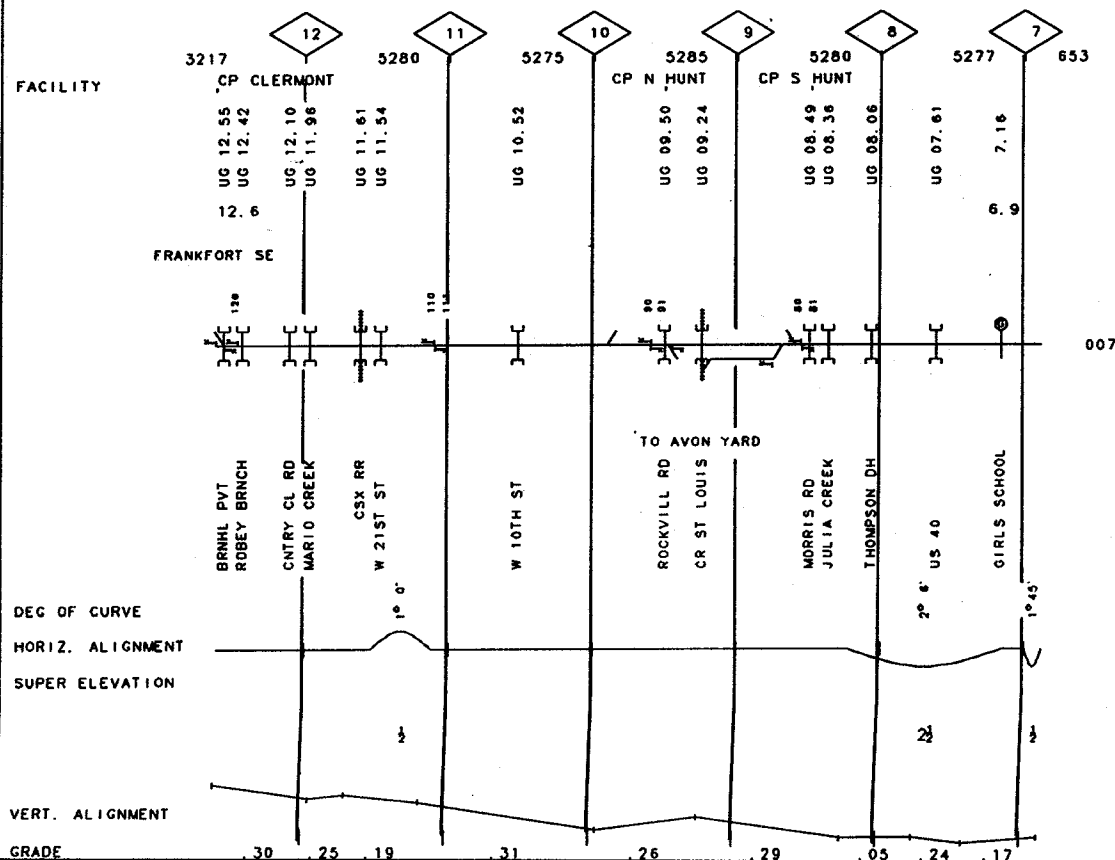 12 11 10 9 8 7
3217 5280 5275 5285 5280 5277 653
FACILITY CP CLERMONT CP N HUNT CP S HUNT
UG 12.55
UG 12.42
UG 12.10
UG 11.96
UG 11.61
UG 11.54
UG 10.52
UG 09.50
UG 09.24
UG 08.49
UG 08.36
UG 08.06
UG 07.61
7.16
12.6 6.9
FRANKFORT SE
120
110
111
90
91
80
81
007
TO AVON YARD
BRNHL PVT
ROBEY BRNCH
CNTRY CL RD
MARIO CREEK
CSX RR
W 21ST ST
W 10TH ST
ROCKVILL RD
CR ST LOUIS
MORRIS RD
JULIA CREEK
THOMPSON DH
US 40
GIRLS SCHOOL
DEG OF CURVE 1° 0' 2° 6' 1° 45'
HORIZ. ALIGNMENT
SUPER ELEVATION
½ 2½ ½
VERT. ALIGNMENT
GRADE .30 .25 .19 .31 .26 .29 .05 .24 .17